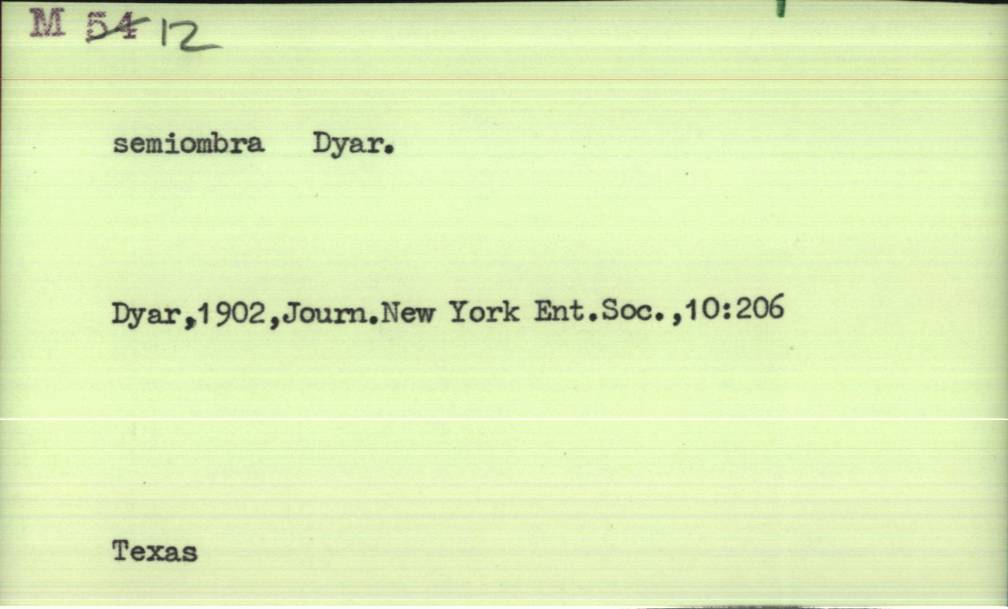 M 54 12
semiombra Dyar.
Dyar,1902,Journ.New York Ent.Soc.,10:206
Texas